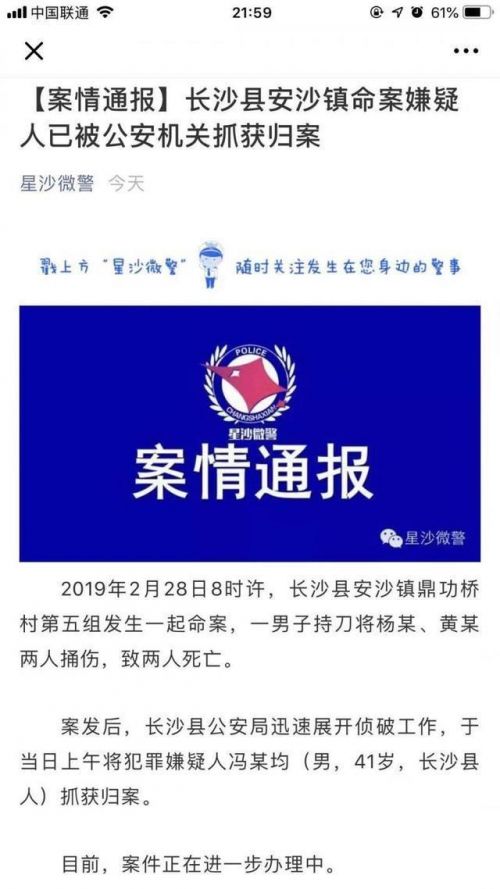 中国联通 21:59 61%
【案情通报】长沙县安沙镇命案嫌疑
人已被公安机关抓获归案
星沙微警 今天
戳上方“星沙微警” 随时关注发生在您身边的警事
POLICE
CHANGSHAXIAN
星沙微警
案情通报
星沙微警
2019年2月28日8时许，长沙县安沙镇鼎功桥
村第五组发生一起命案，一男子持刀将杨某、黄某
两人捅伤，致两人死亡。
案发后，长沙县公安局迅速展开侦破工作，于
当日上午将犯罪嫌疑人冯某均（男，41岁，长沙县
人）抓获归案。
目前，案件正在进一步办理中。